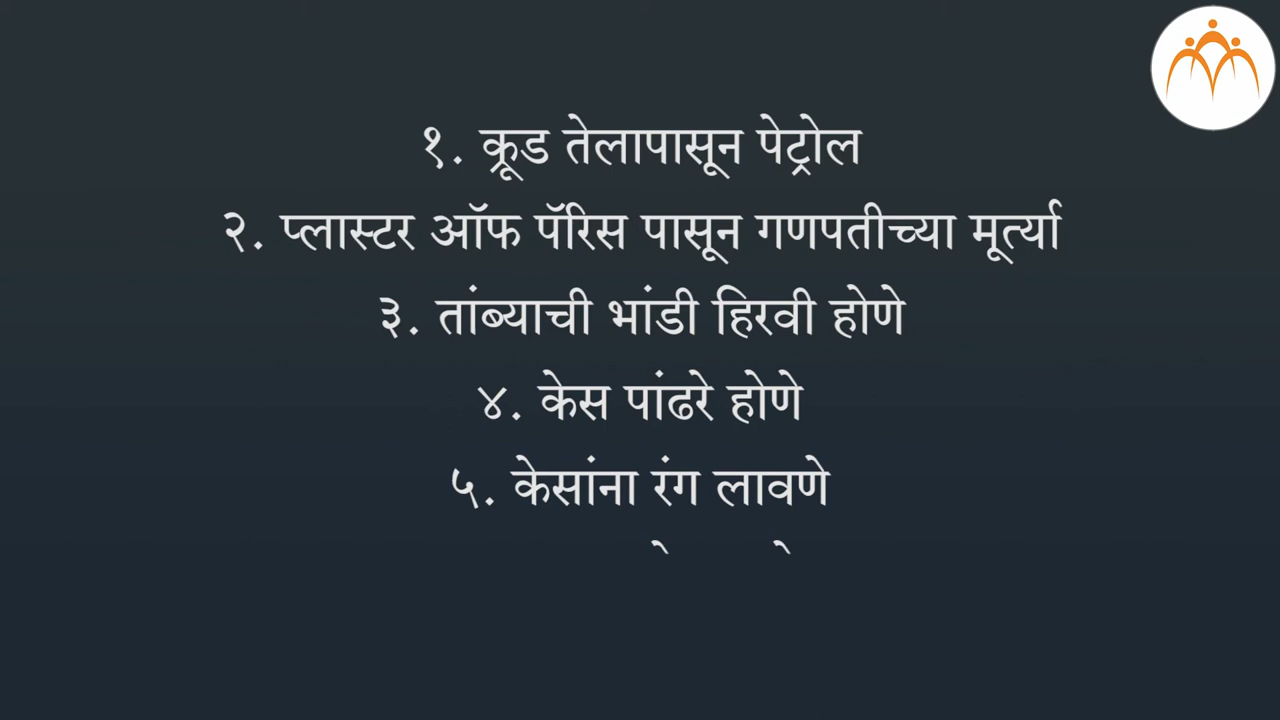 १. क्रूड तेलापासून पेट्रोल
२. प्लास्टर ऑफ पॅरिस पासून गणपतीच्या मूर्त्या
३. तांब्याची भांडी हिरवी होणे
४. केस पांढरे होणे
५. केसांना रंग लावणे